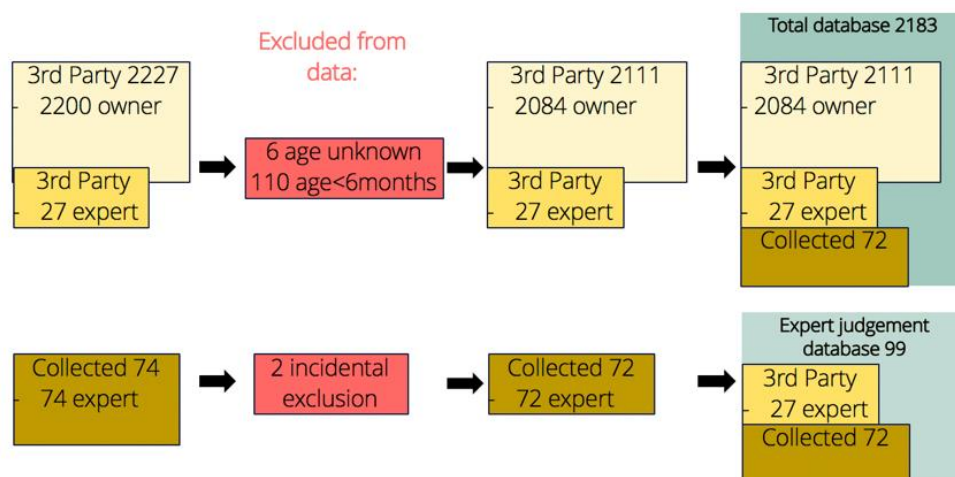 Excluded from
data:
Total database 2183
3rd Party 2227
2200 owner
3rd Party
27 expert
6 age unknown
110 age<6months
3rd Party 2111
2084 owner
3rd Party
27 expert
3rd Party 2111
2084 owner
3rd Party
27 expert
Collected 72
Collected 74
74 expert
2 incidental
exclusion
Collected 72
72 expert
Expert judgement
database 99
3rd Party
27 expert
Collected 72